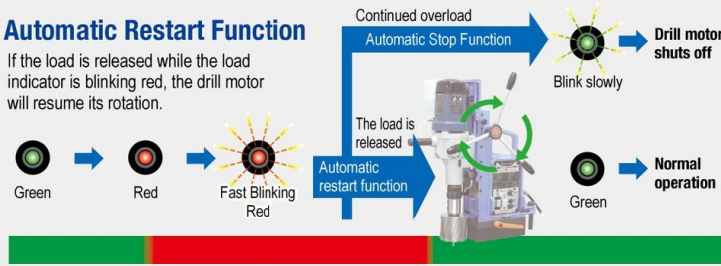 Automatic Restart Function
If the load is released while the load
indicator is blinking red, the drill motor
will resume its rotation.
Green
Red
Fast Blinking
Red
Continued overload
Automatic Stop Function
The load is
released
Automatic
restart function
Blink slowly
Drill motor
shuts off
Green
Normal
operation